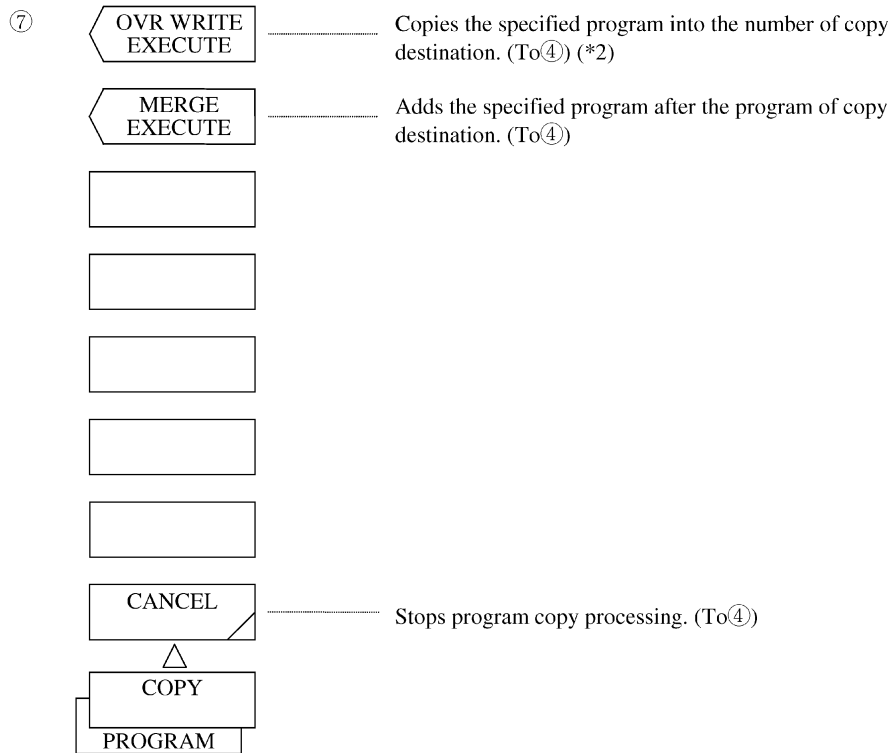 ⑦
OVR WRITE
EXECUTE
Copies the specified program into the number of copy
destination. (To④) (*2)
MERGE
EXECUTE
Adds the specified program after the program of copy
destination. (To④)
CANCEL
Stops program copy processing. (To④)
COPY
PROGRAM